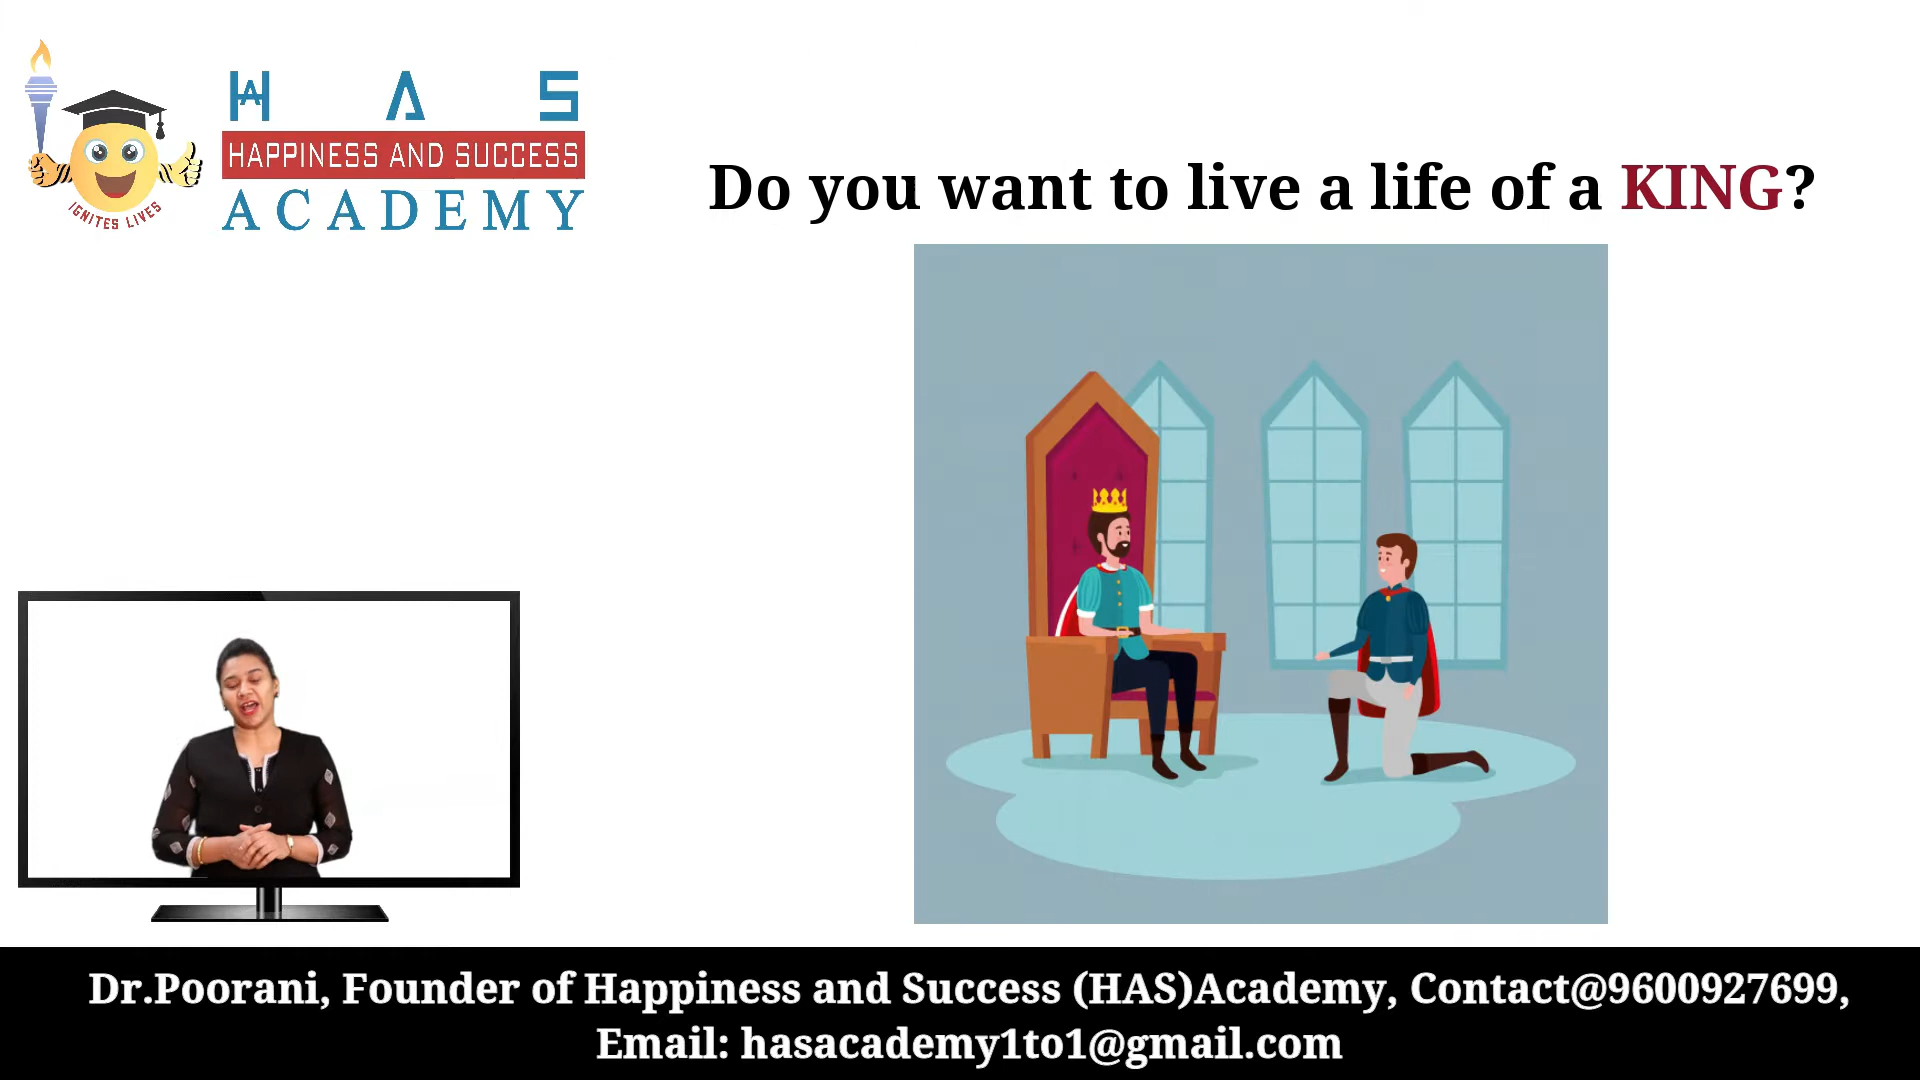 H A S
HAPPINESS AND SUCCESS
ACADEMY
IGNITES LIVES
Do you want to live a life of a KING?
Dr.Poorani, Founder of Happiness and Success (HAS)Academy, Contact@9600927699,
Email: hasacademy1to1@gmail.com